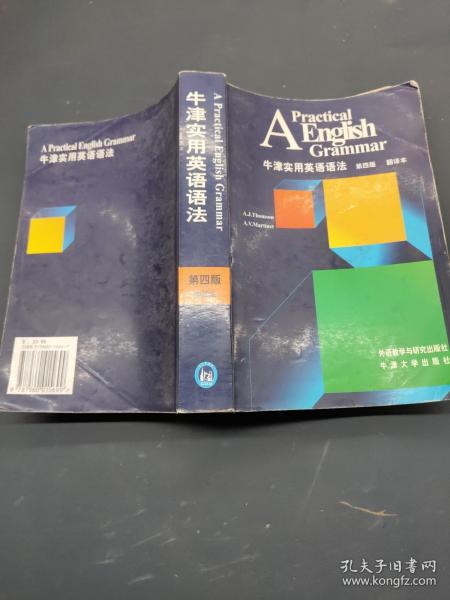 A Practical English Grammar
牛津实用英语语法
A Practical English Grammar
牛津实用英语语法
第四版
A Practical
English
Grammar
牛津实用英语语法 第四版 翻译本
A.J.Thomson
A.V.Martinet
外语教学与研究出版社
牛津大学出版社
孔夫子旧书网
www.kongfz.com